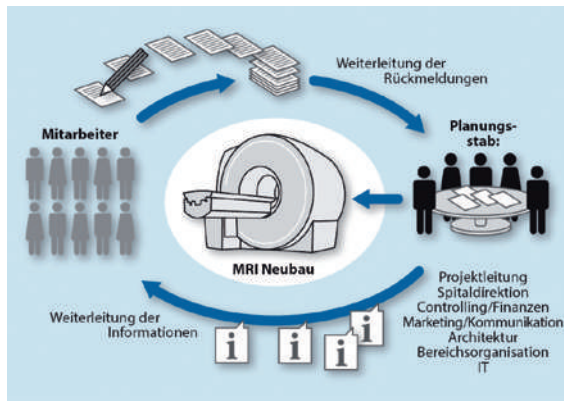 Weiterleitung der
Rückmeldungen
Mitarbeiter
Planungs-
stab:
MRI Neubau
Projektleitung
Spitaldirektion
Controlling/Finanzen
Marketing/Kommunikation
Architektur
Bereichsorganisation
IT
Weiterleitung der
Informationen
i
i
i
i